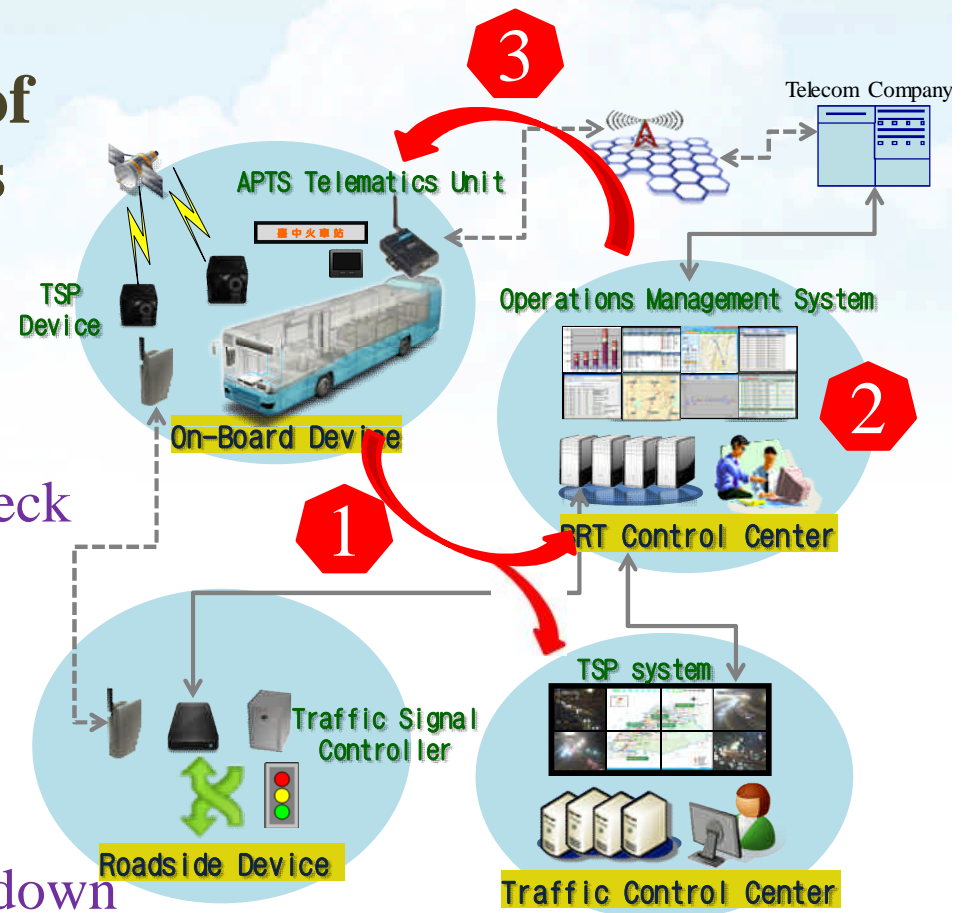 of
s
3
Telecom Company
APTS Telematics Unit
臺中火車站
TSP
Device
Operations Management System
2
On-Board Device
eck
1
BRT Control Center
TSP system
Traffic Signal
Controller
Roadside Device
down
Traffic Control Center